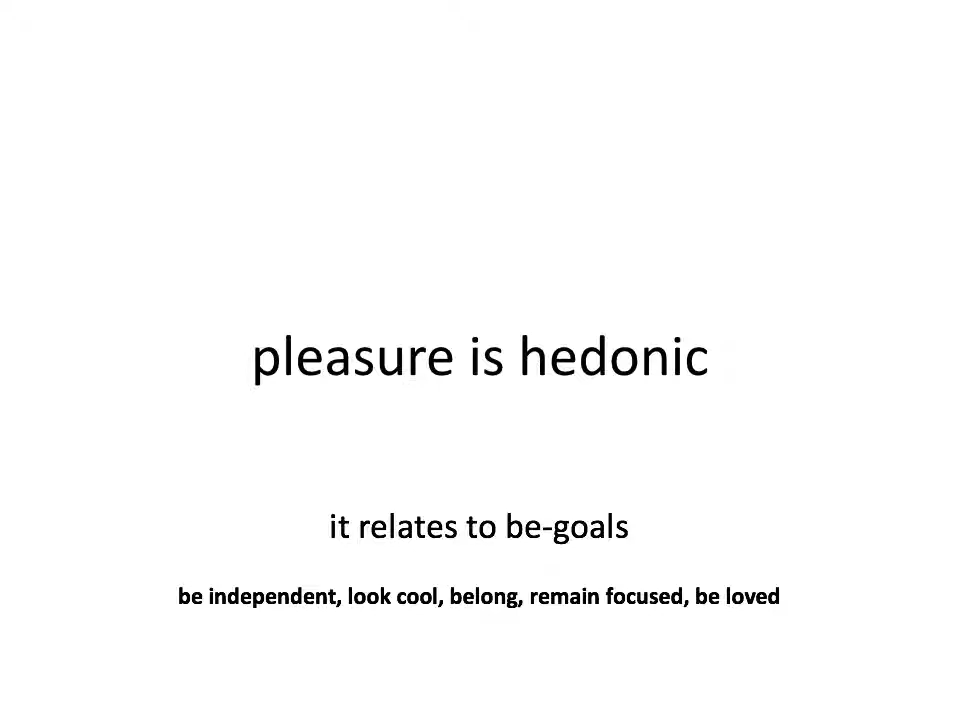 pleasure is hedonic
it relates to be-goals
be independent, look cool, belong, remain focused, be loved